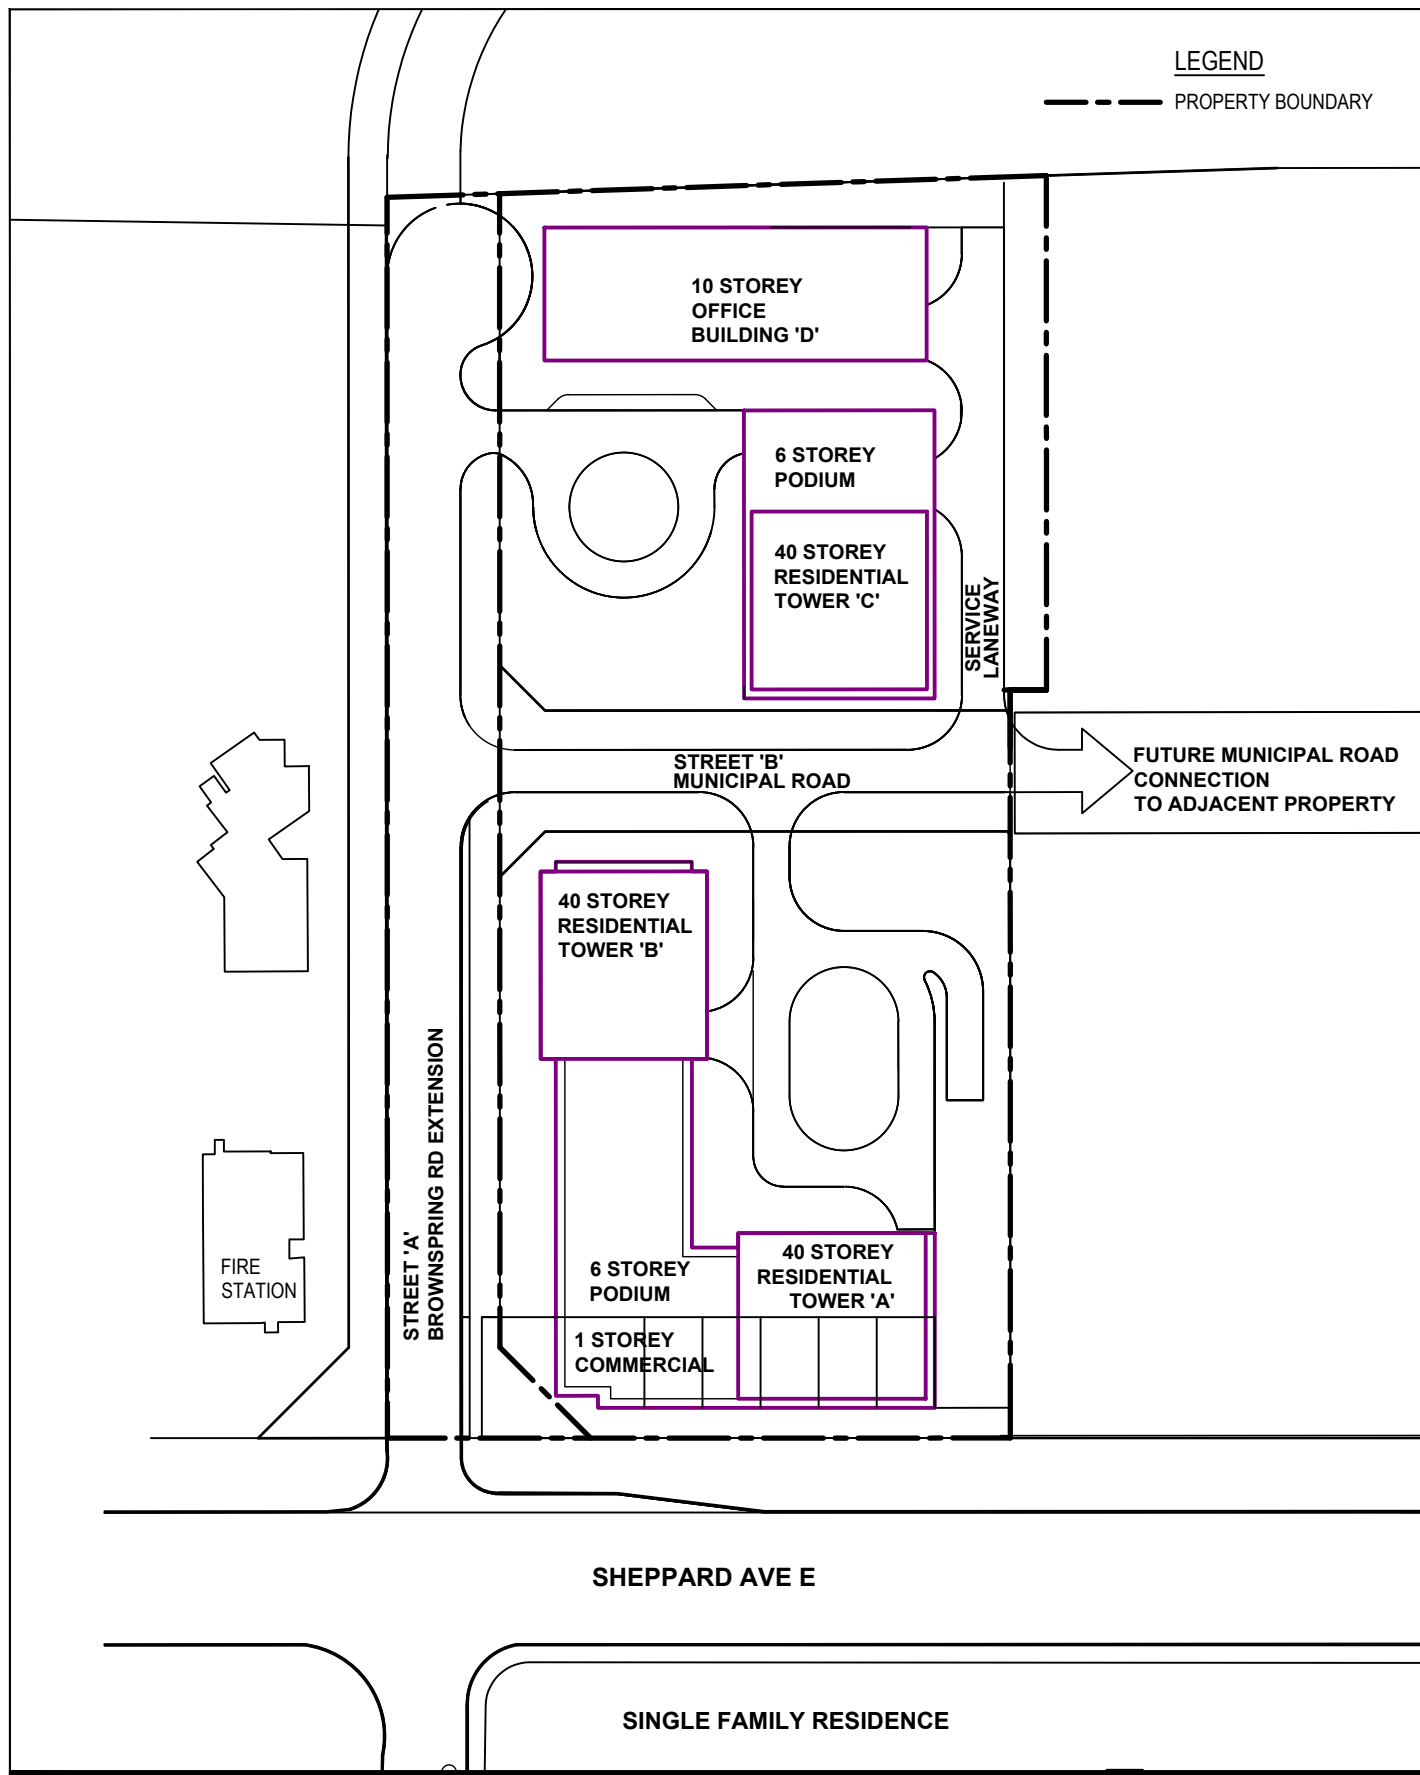 LEGEND
PROPERTY BOUNDARY
10 STOREY
OFFICE
BUILDING 'D'
6 STOREY
PODIUM
40 STOREY
RESIDENTIAL
TOWER 'C'
SERVICE
LANEWAY
STREET 'B'
MUNICIPAL ROAD
FUTURE MUNICIPAL ROAD
CONNECTION
TO ADJACENT PROPERTY
40 STOREY
RESIDENTIAL
TOWER 'B'
STREET 'A'
BROWNSPRING RD EXTENSION
FIRE
STATION
6 STOREY
PODIUM
40 STOREY
RESIDENTIAL
TOWER 'A'
1 STOREY
COMMERCIAL
SHEPPARD AVE E
SINGLE FAMILY RESIDENCE